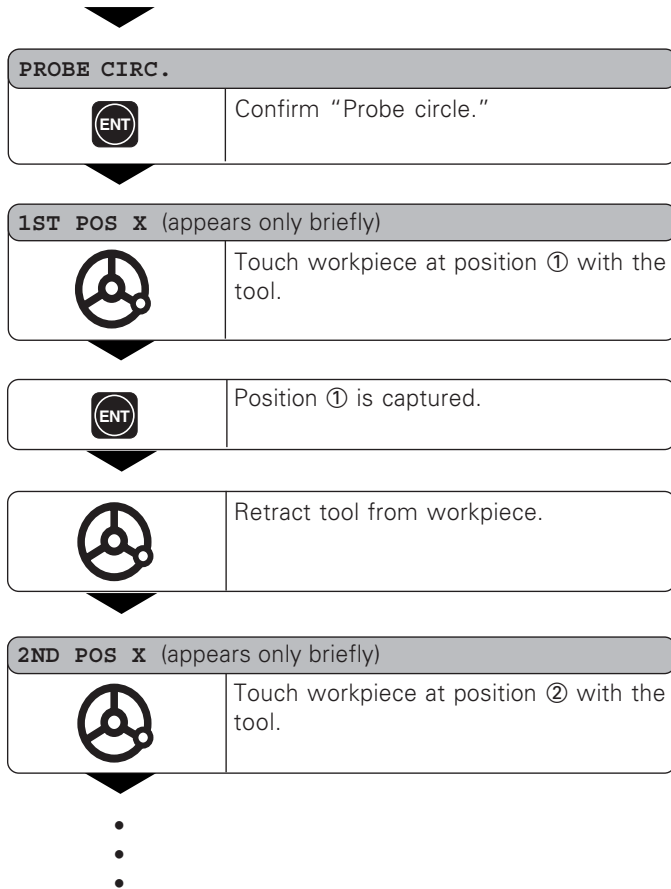 PROBE CIRC.
ENT
Confirm “Probe circle.”
1ST POS X (appears only briefly)
Touch workpiece at position ① with the
tool.
ENT
Position ① is captured.
Retract tool from workpiece.
2ND POS X (appears only briefly)
Touch workpiece at position ② with the
tool.
•
•
•